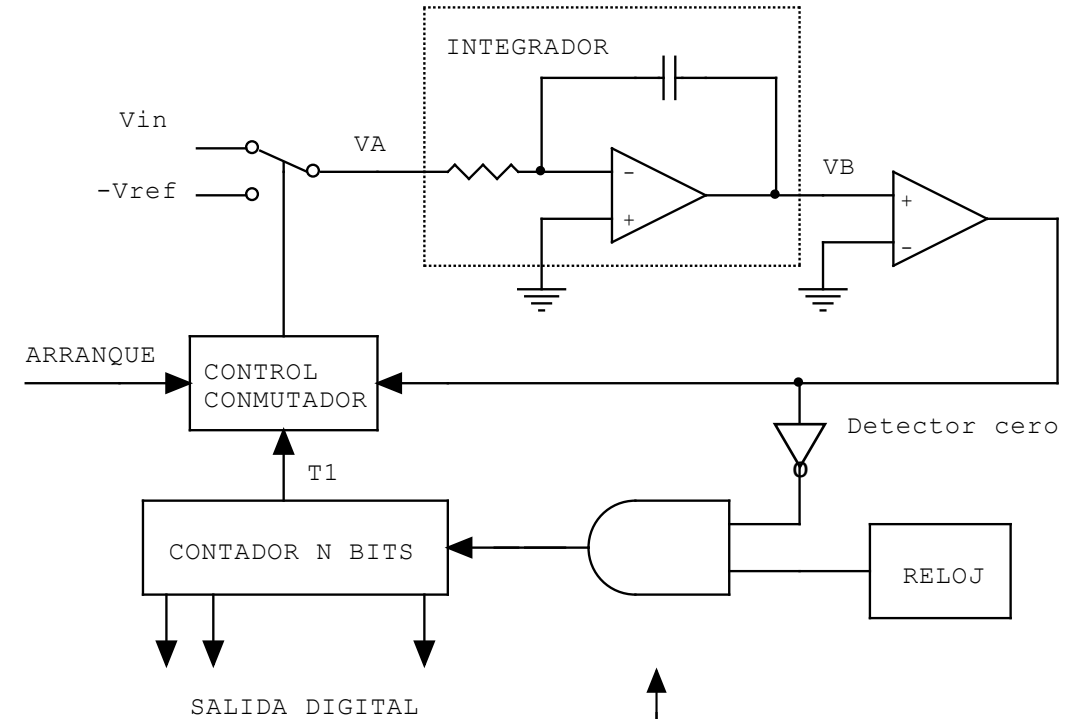 INTEGRADOR
Vin
VA
-Vref
VB
-
+
+
-
ARRANQUE
CONTROL
CONMUTADOR
Detector cero
T1
CONTADOR N BITS
RELOJ
SALIDA DIGITAL